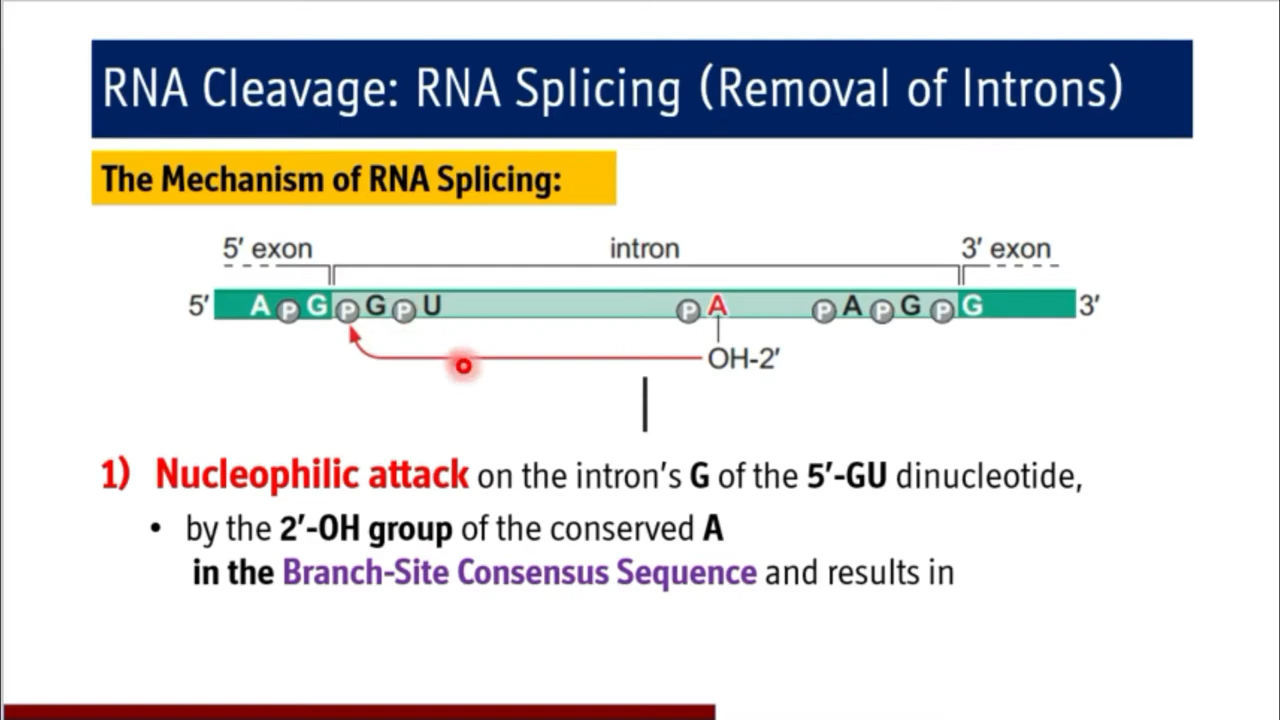 RNA Cleavage: RNA Splicing (Removal of Introns)
The Mechanism of RNA Splicing:
5′ exon intron 3′ exon
5′ A P G P G P U P A P A P G P G 3′
OH-2′
1) Nucleophilic attack on the intron’s G of the 5′-GU dinucleotide,
• by the 2′-OH group of the conserved A
in the Branch-Site Consensus Sequence and results in